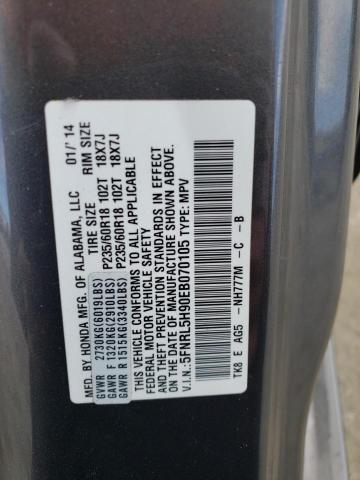 MFD. BY HONDA MFG. OF ALABAMA, LLC 01/'14
TIRE SIZE RIM SIZE
GVWR 2730KG(6019LBS)
GAWR F 1320KG(2910LBS) P235/60R18 102T 18X7J
GAWR R 1515KG(3340LBS) P235/60R18 102T 18X7J
THIS VEHICLE CONFORMS TO ALL APPLICABLE
FEDERAL MOTOR VEHICLE SAFETY
AND THEFT PREVENTION STANDARDS IN EFFECT
ON THE DATE OF MANUFACTURE SHOWN ABOVE.
V.I.N.:5FNRL5H90EB070105 TYPE: MPV
TK8 E AG5 -NH777M -C -B